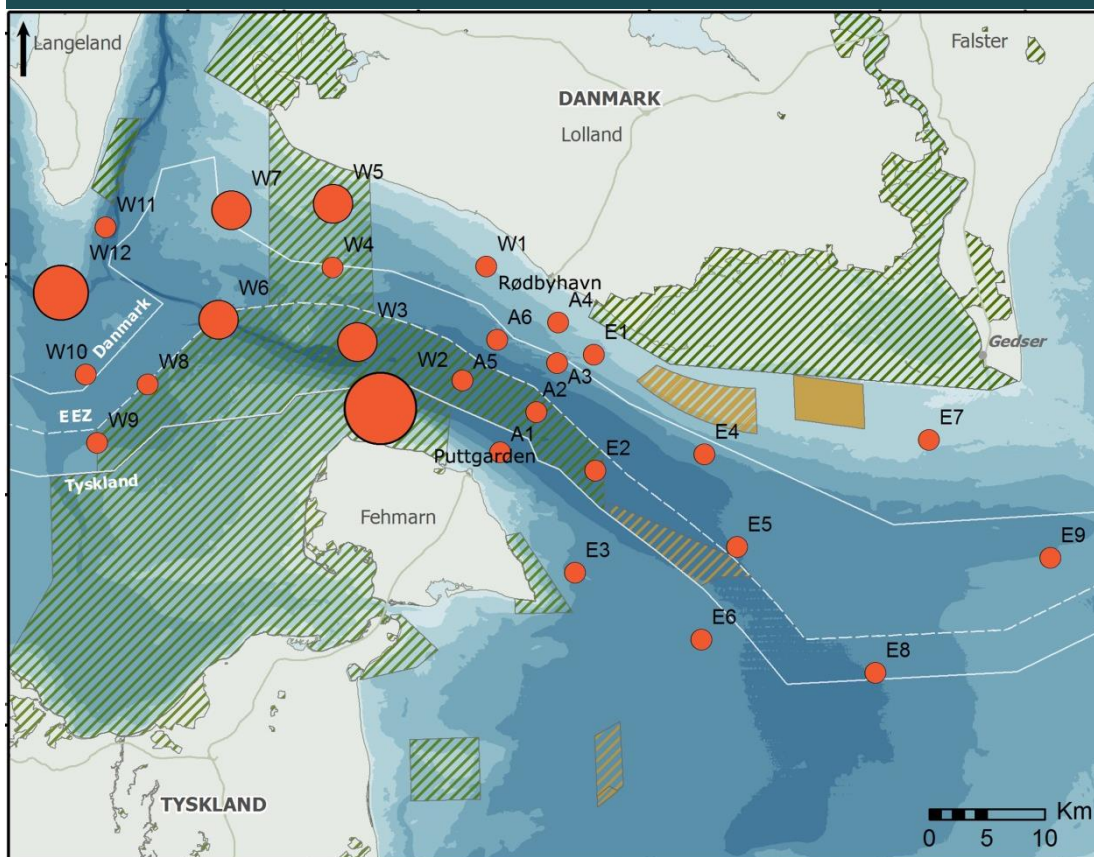 Langeland
Falster
DANMARK
Lolland
W7
W5
W11
W12
W4
W1
Rødbyhavn
W6
W3
A6
A4
E1
Gedser
Danmark
W10
W8
W2
A5
A3
A2
EEZ
W9
E7
A1
E4
Puttgarden
E2
Tyskland
Fehmarn
E5
E9
E3
E6
E8
TYSKLAND
Km
0 5 10